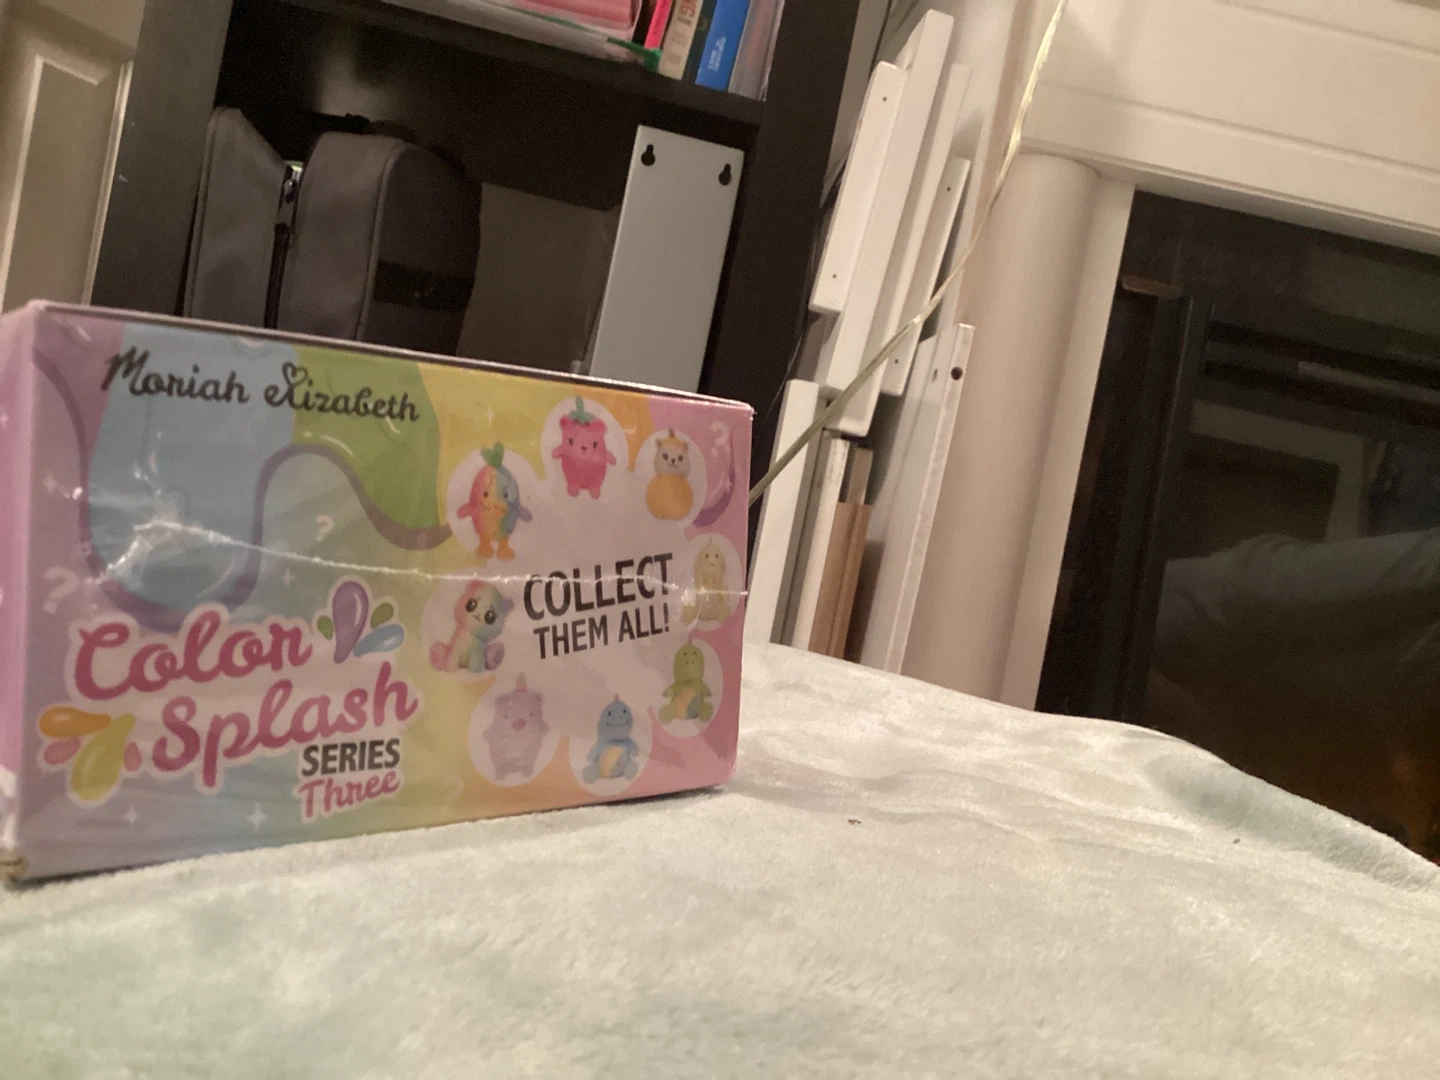 Moriah Elizabeth
COLLECT
THEM ALL!
Color
Splash
SERIES
Three